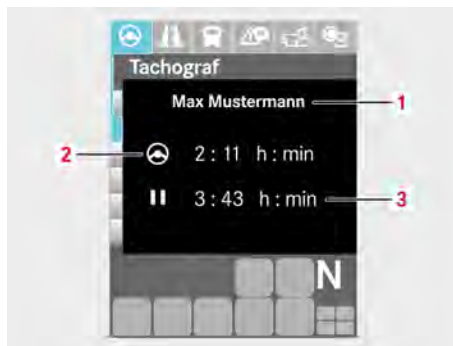 Tachograf
Max Mustermann 1
2 2 : 11 h : min
3 : 43 h : min 3
N